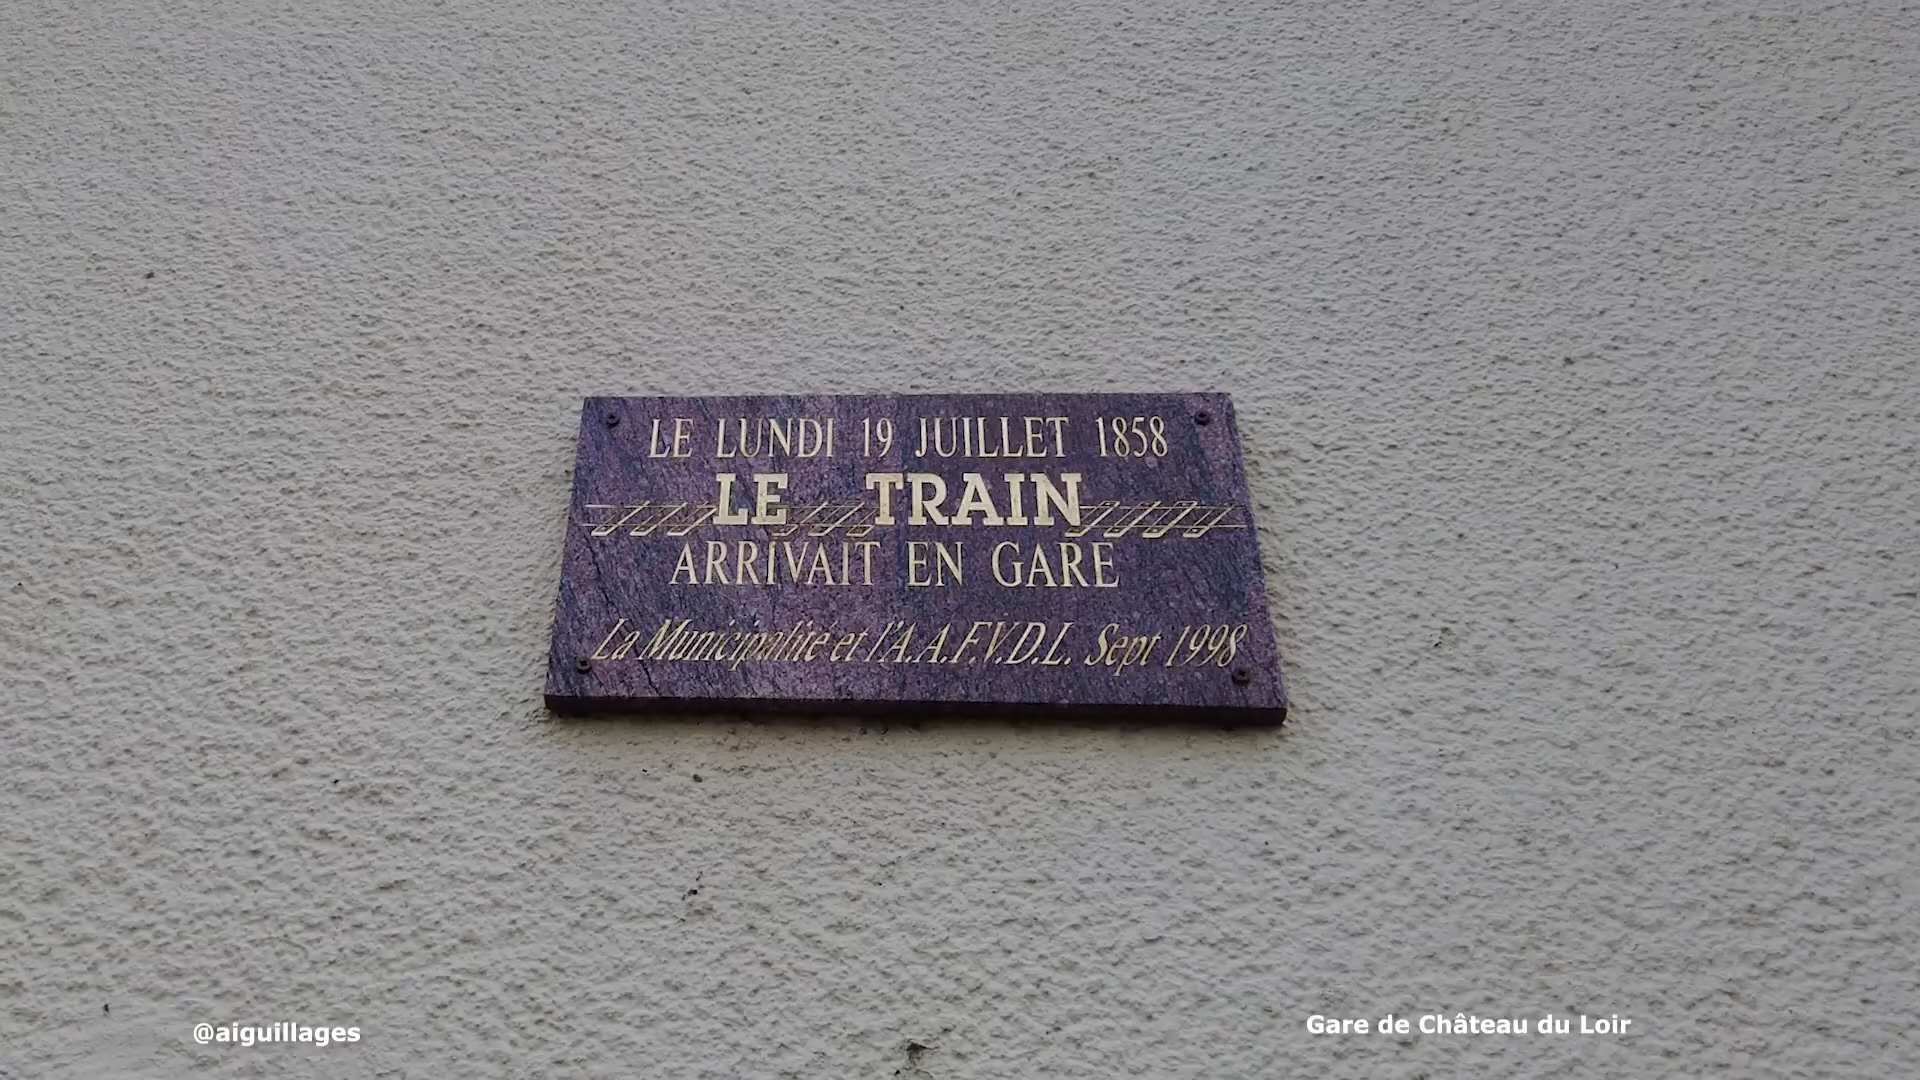 LE LUNDI 19 JUILLET 1858
LE TRAIN
ARRIVAIT EN GARE
La Municipalité et l'A.A.F.V.D.L. Sept 1998
@aiguillages
Gare de Château du Loir